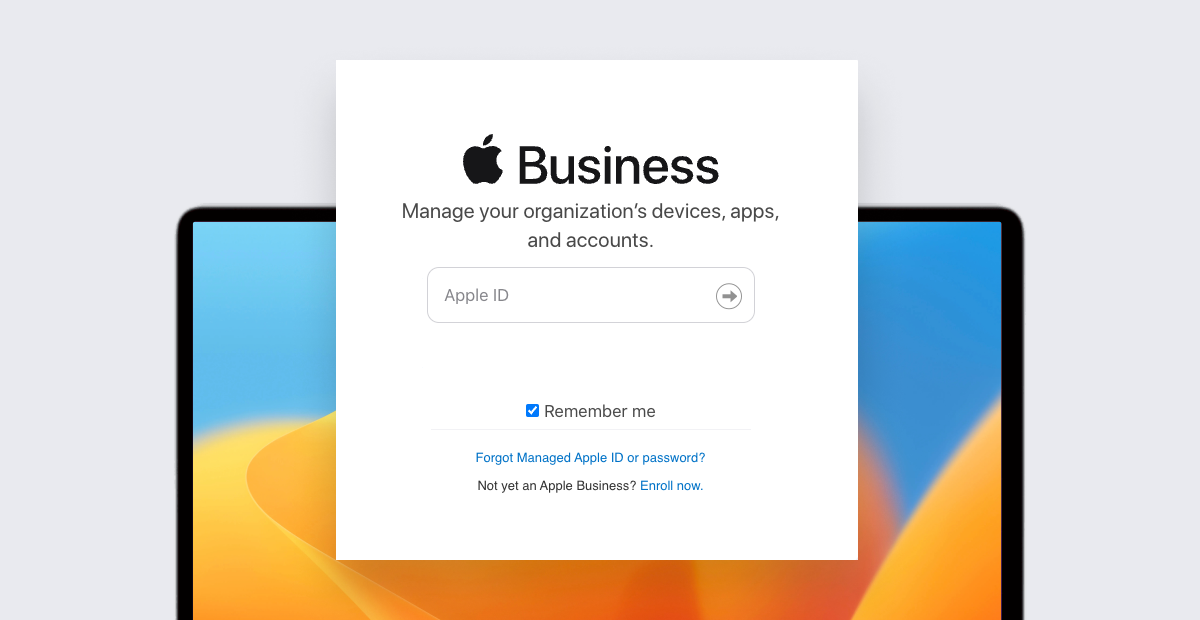 Business
Manage your organization’s devices, apps,
and accounts.
Apple ID
Remember me
Forgot Managed Apple ID or password?
Not yet an Apple Business? Enroll now.